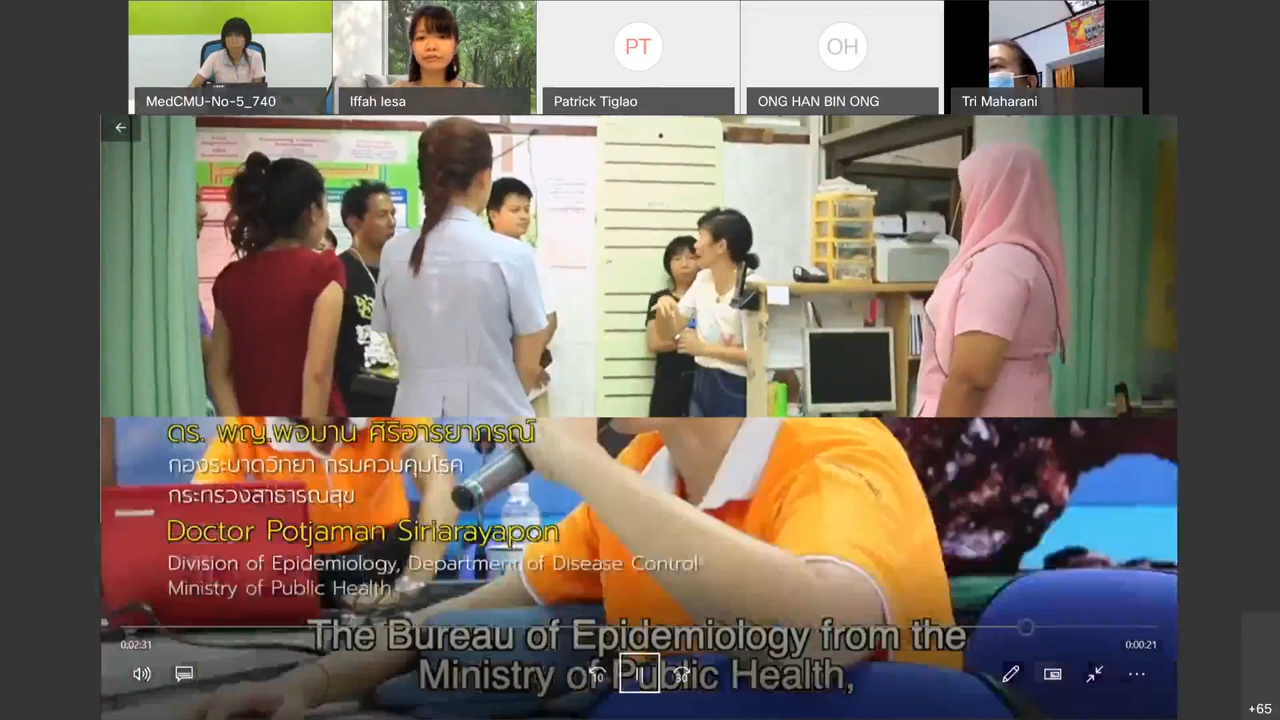 PT
OH
MedCMU-No-5_740
Iffah Iesa
Patrick Tiglao
ONG HAN BIN ONG
Tri Maharani
ดร. พญ.พจมาน ศิริอารยาภรณ์
กองระบาดวิทยา กรมควบคุมโรค
กระทรวงสาธารณสุข
Doctor Potjaman Siriarayapon
Division of Epidemiology, Department of Disease Control
Ministry of Public Health
The Bureau of Epidemiology from the
Ministry of Public Health,
0:02:31
0:00:21
10
30
+65